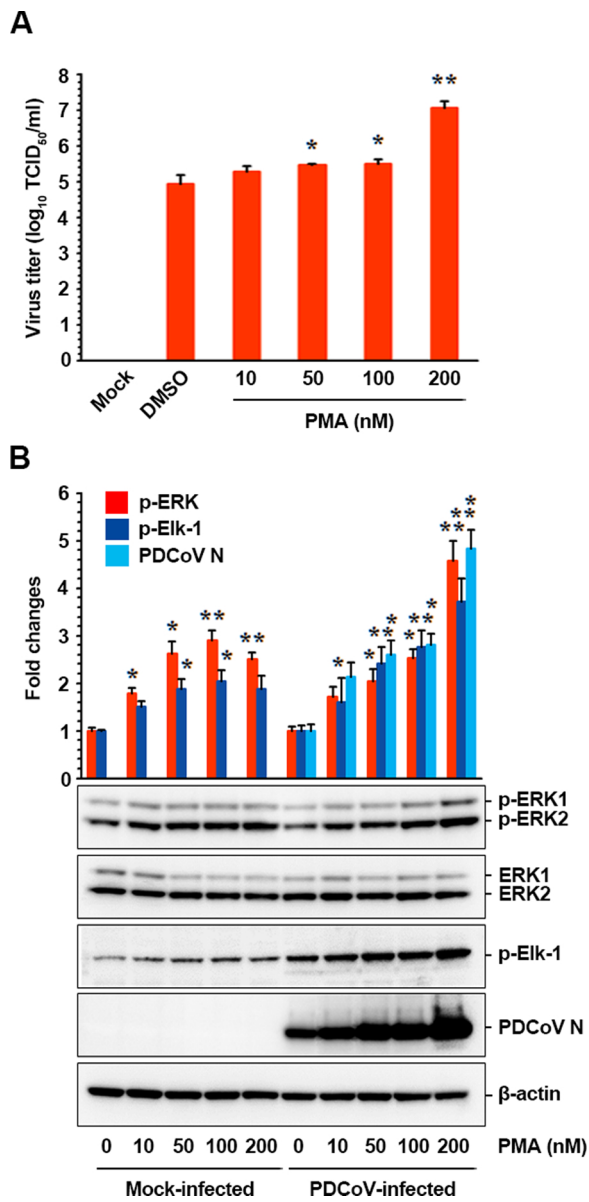 A
Virus titer (log10 TCID50/ml)
8
7
6
5
4
3
2
1
0
*
*
**
Mock
DMSO
10
50
100
200
PMA (nM)
B
Fold changes
6
5
4
3
2
1
0
p-ERK
p-Elk-1
PDCoV N
*
*
*
**
*
**
*
*
**
*
*
**
*
**
**
**
p-ERK1
p-ERK2
ERK1
ERK2
p-Elk-1
PDCoV N
β-actin
0 10 50 100 200 0 10 50 100 200 PMA (nM)
Mock-infected PDCoV-infected